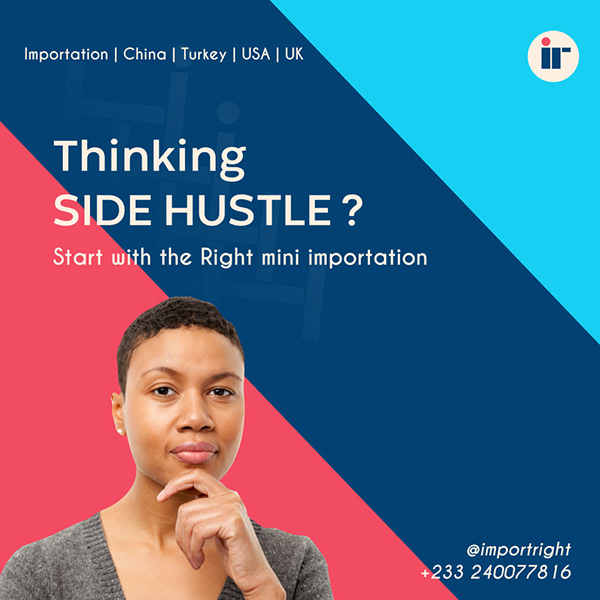 Importation | China | Turkey | USA | UK
ir
Thinking
SIDE HUSTLE ?
Start with the Right mini importation
@importright
+233 240077816